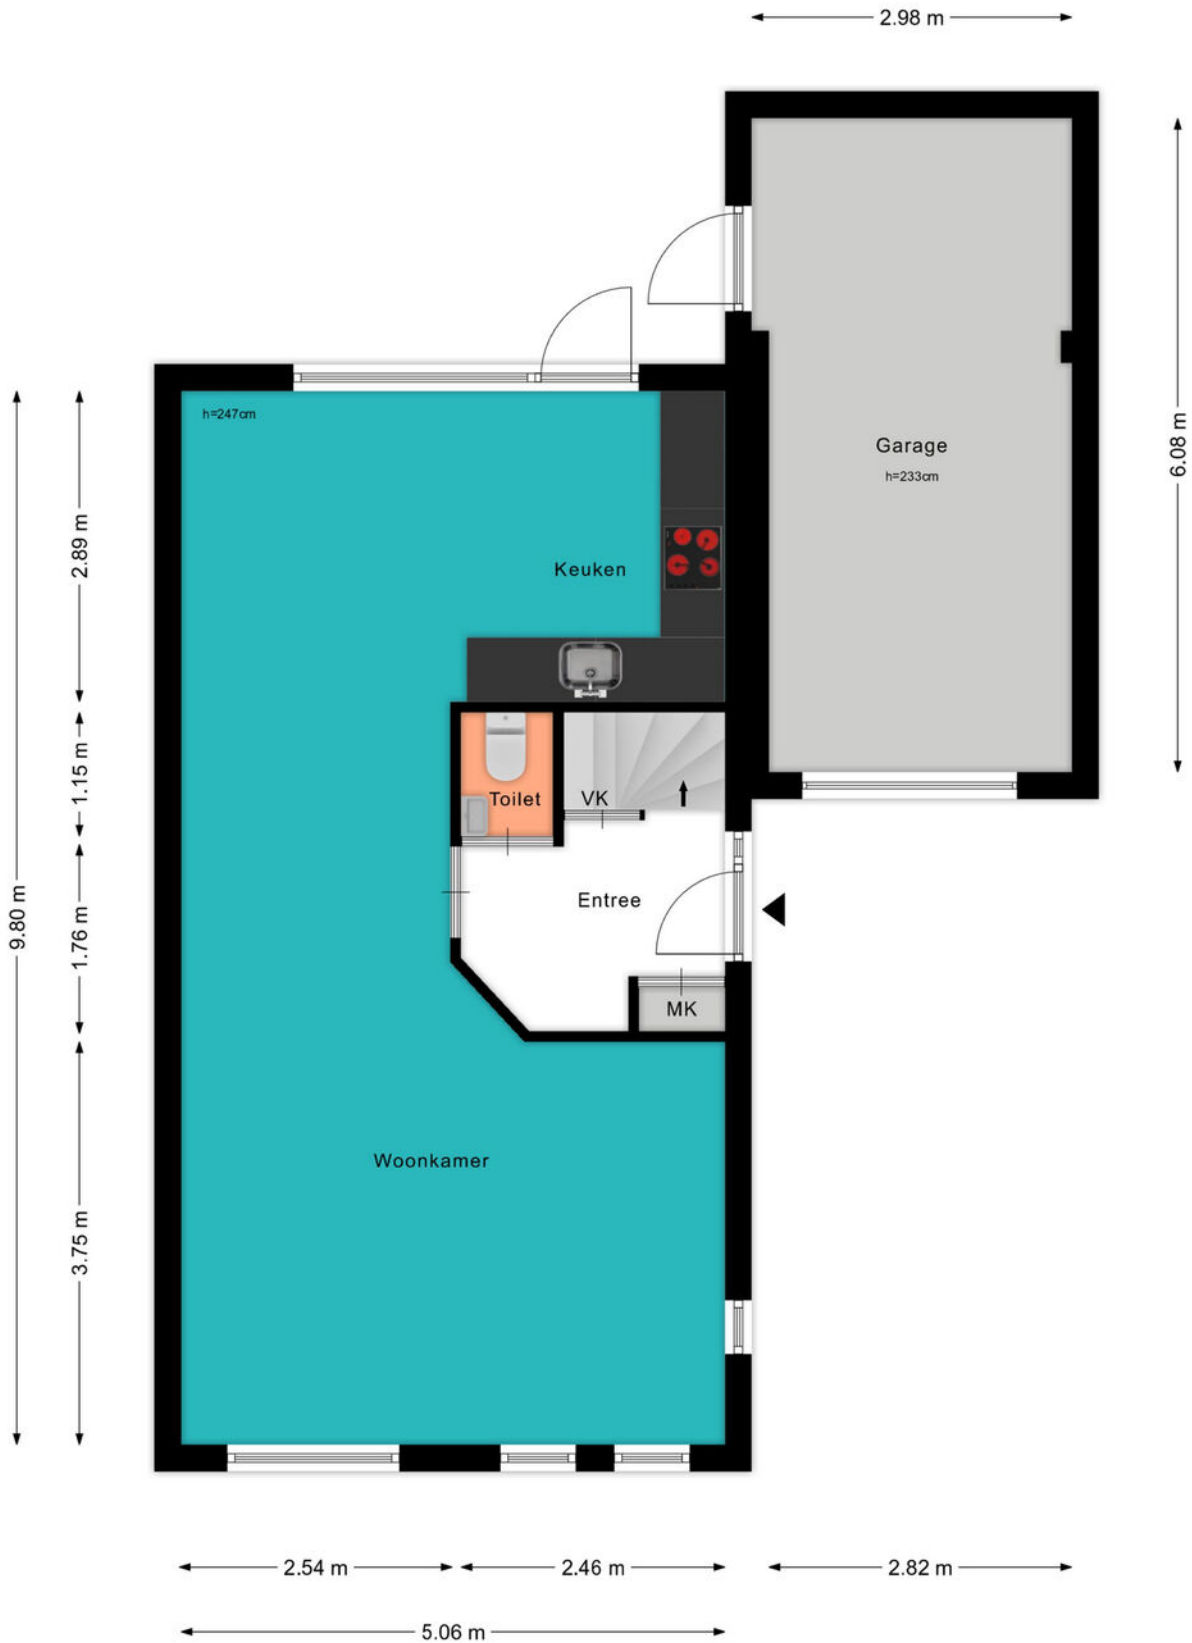 2.98 m
h=247cm
Garage
h=233cm
6.08 m
2.89 m
Keuken
1.15 m
Toilet
VK
9.80 m
1.76 m
Entree
MK
Woonkamer
3.75 m
2.54 m
2.46 m
2.82 m
5.06 m